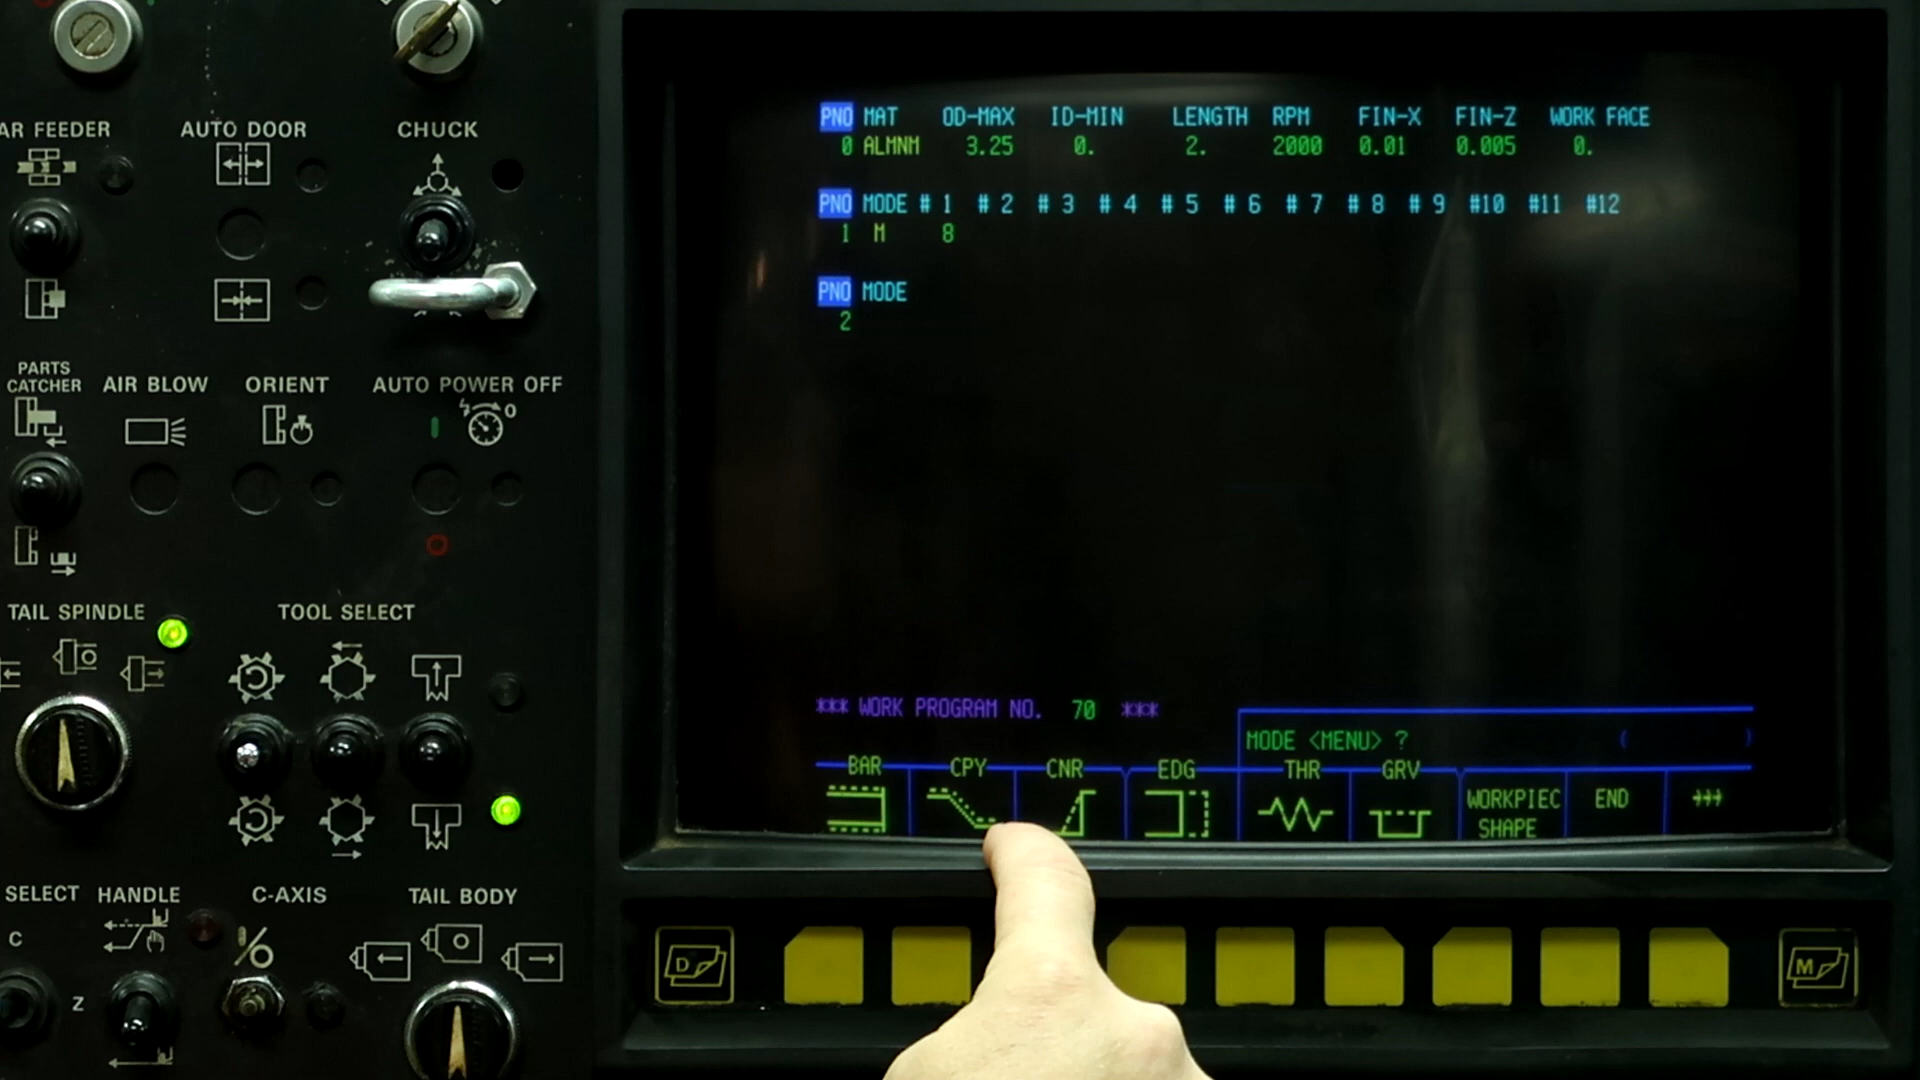 AR FEEDER
AUTO DOOR
CHUCK
PARTS
CATCHER
AIR BLOW
ORIENT
AUTO POWER OFF
O
TAIL SPINDLE
TOOL SELECT
SELECT
HANDLE
C-AXIS
TAIL BODY
C
Z
PNO MAT OD-MAX ID-MIN LENGTH RPM FIN-X FIN-Z WORK FACE
0 ALMNM 3.25 0. 2. 2000 0.01 0.005 0.
PNO MODE # 1 # 2 # 3 # 4 # 5 # 6 # 7 # 8 # 9 #10 #11 #12
1 M 8
PNO MODE
2
*** WORK PROGRAM NO. 70 ***
MODE <MENU> ? ( )
BAR CPY CNR EDG THR GRV
WORKPIEC
SHAPE
END
D
M